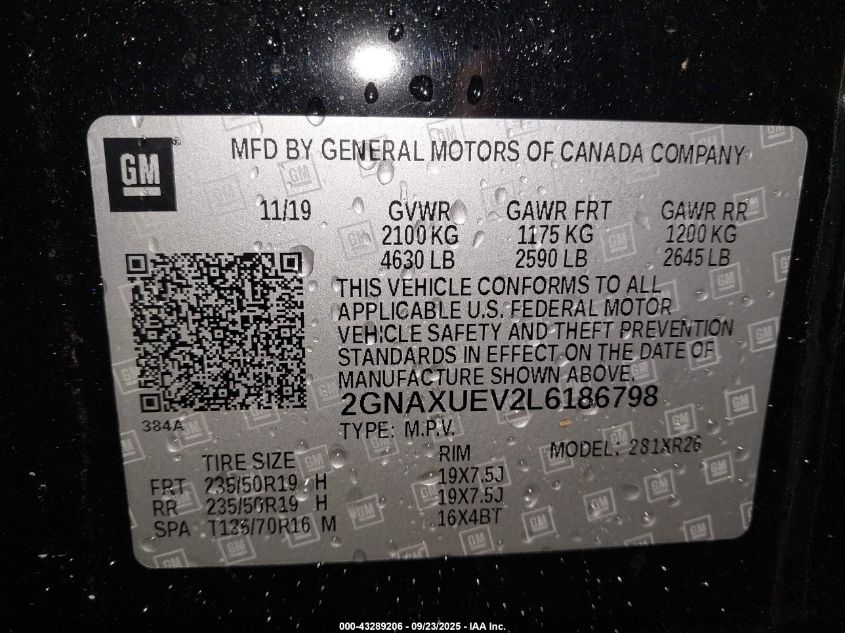 GM
MFD BY GENERAL MOTORS OF CANADA COMPANY
11/19 GVWR GAWR FRT GAWR RR
2100 KG 1175 KG 1200 KG
4630 LB 2590 LB 2645 LB
THIS VEHICLE CONFORMS TO ALL
APPLICABLE U.S. FEDERAL MOTOR
VEHICLE SAFETY AND THEFT PREVENTION
STANDARDS IN EFFECT ON THE DATE OF
MANUFACTURE SHOWN ABOVE.
2GNAXUEV2L6186798
384A
TYPE: M.P.V. MODEL: 281XR26
TIRE SIZE RIM
FRT 235/50R19 H 19X7.5J
RR 235/50R19 H 19X7.5J
SPA T135/70R16 M 16X4BT
000-43289206 - 09/23/2025 - IAA Inc.